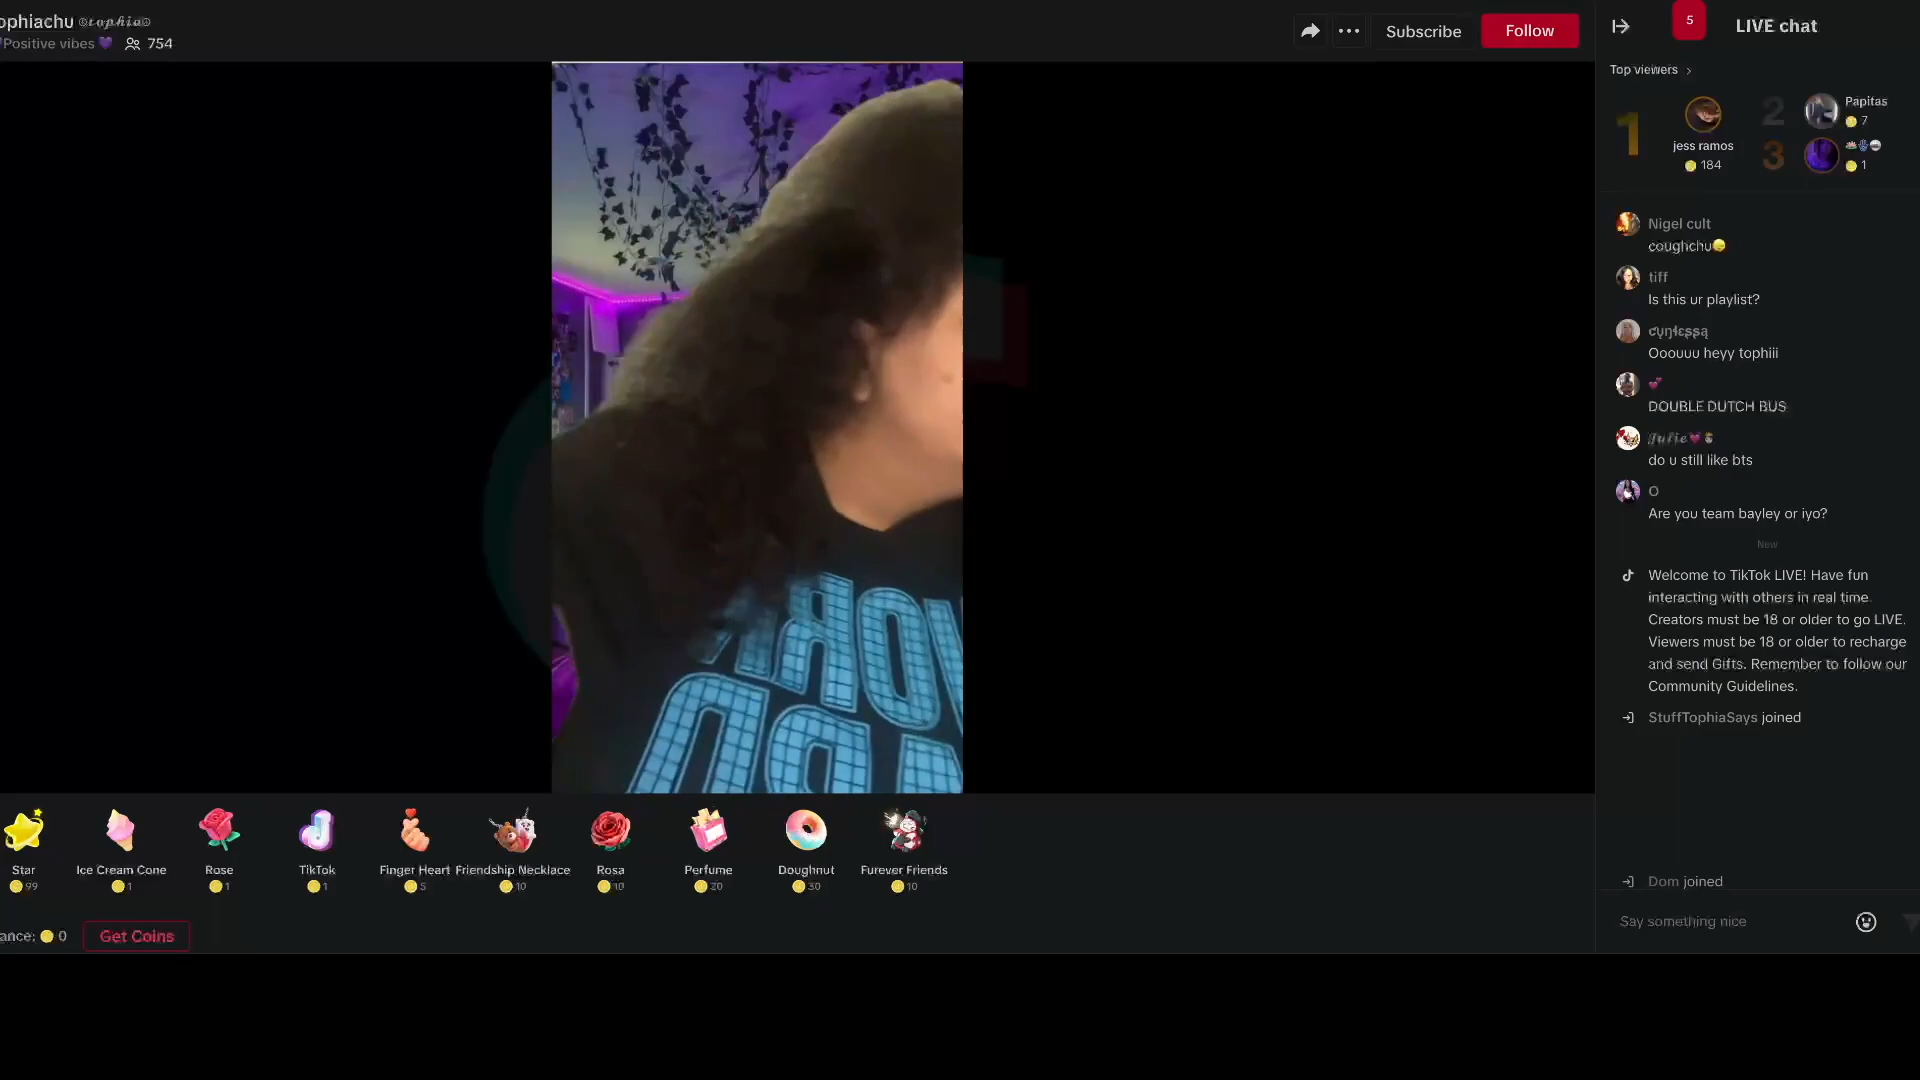 ophiachu ©tophia©
Positive vibes 💜 754
Subscribe
Follow
5
LIVE chat
Top viewers
1
jess ramos
184
2
Papitas
7
3
1
Nigel cult
coughchu
tiff
Is this ur playlist?
Ooouuu heyy tophiii
DOUBLE DUTCH BUS
Julie
do u still like bts
O
Are you team bayley or iyo?
New
Welcome to TikTok LIVE! Have fun
interacting with others in real time.
Creators must be 18 or older to go LIVE.
Viewers must be 18 or older to recharge
and send Gifts. Remember to follow our
Community Guidelines.
StuffTophiaSays joined
Dom joined
Say something nice
Star
99
Ice Cream Cone
1
Rose
1
TikTok
1
Finger Heart
5
Friendship Necklace
10
Rosa
10
Perfume
20
Doughnut
30
Furever Friends
10
ance: 0
Get Coins